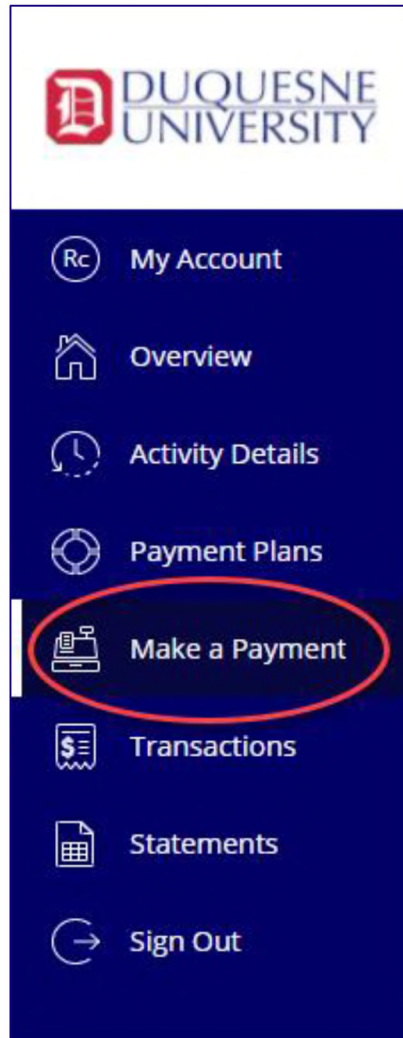 D DUQUESNE
UNIVERSITY
Rc My Account
Overview
Activity Details
Payment Plans
Make a Payment
$ Transactions
Statements
Sign Out